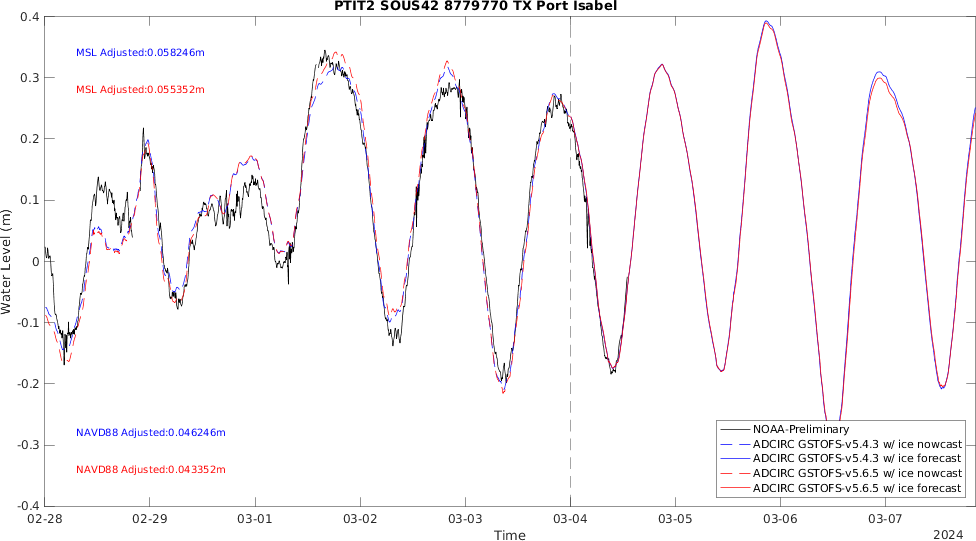 PTIT2 SOUS42 8779770 TX Port Isabel
0.4
0.3
0.2
0.1
0
-0.1
-0.2
-0.3
-0.4
Water Level (m)
MSL Adjusted:0.058246m
MSL Adjusted:0.055352m
NAVD88 Adjusted:0.046246m
NAVD88 Adjusted:0.043352m
NOAA-Preliminary
ADCIRC GSTOFS-v5.4.3 w/ ice nowcast
ADCIRC GSTOFS-v5.4.3 w/ ice forecast
ADCIRC GSTOFS-v5.6.5 w/ ice nowcast
ADCIRC GSTOFS-v5.6.5 w/ ice forecast
02-28 02-29 03-01 03-02 03-03 03-04 03-05 03-06 03-07
Time
2024